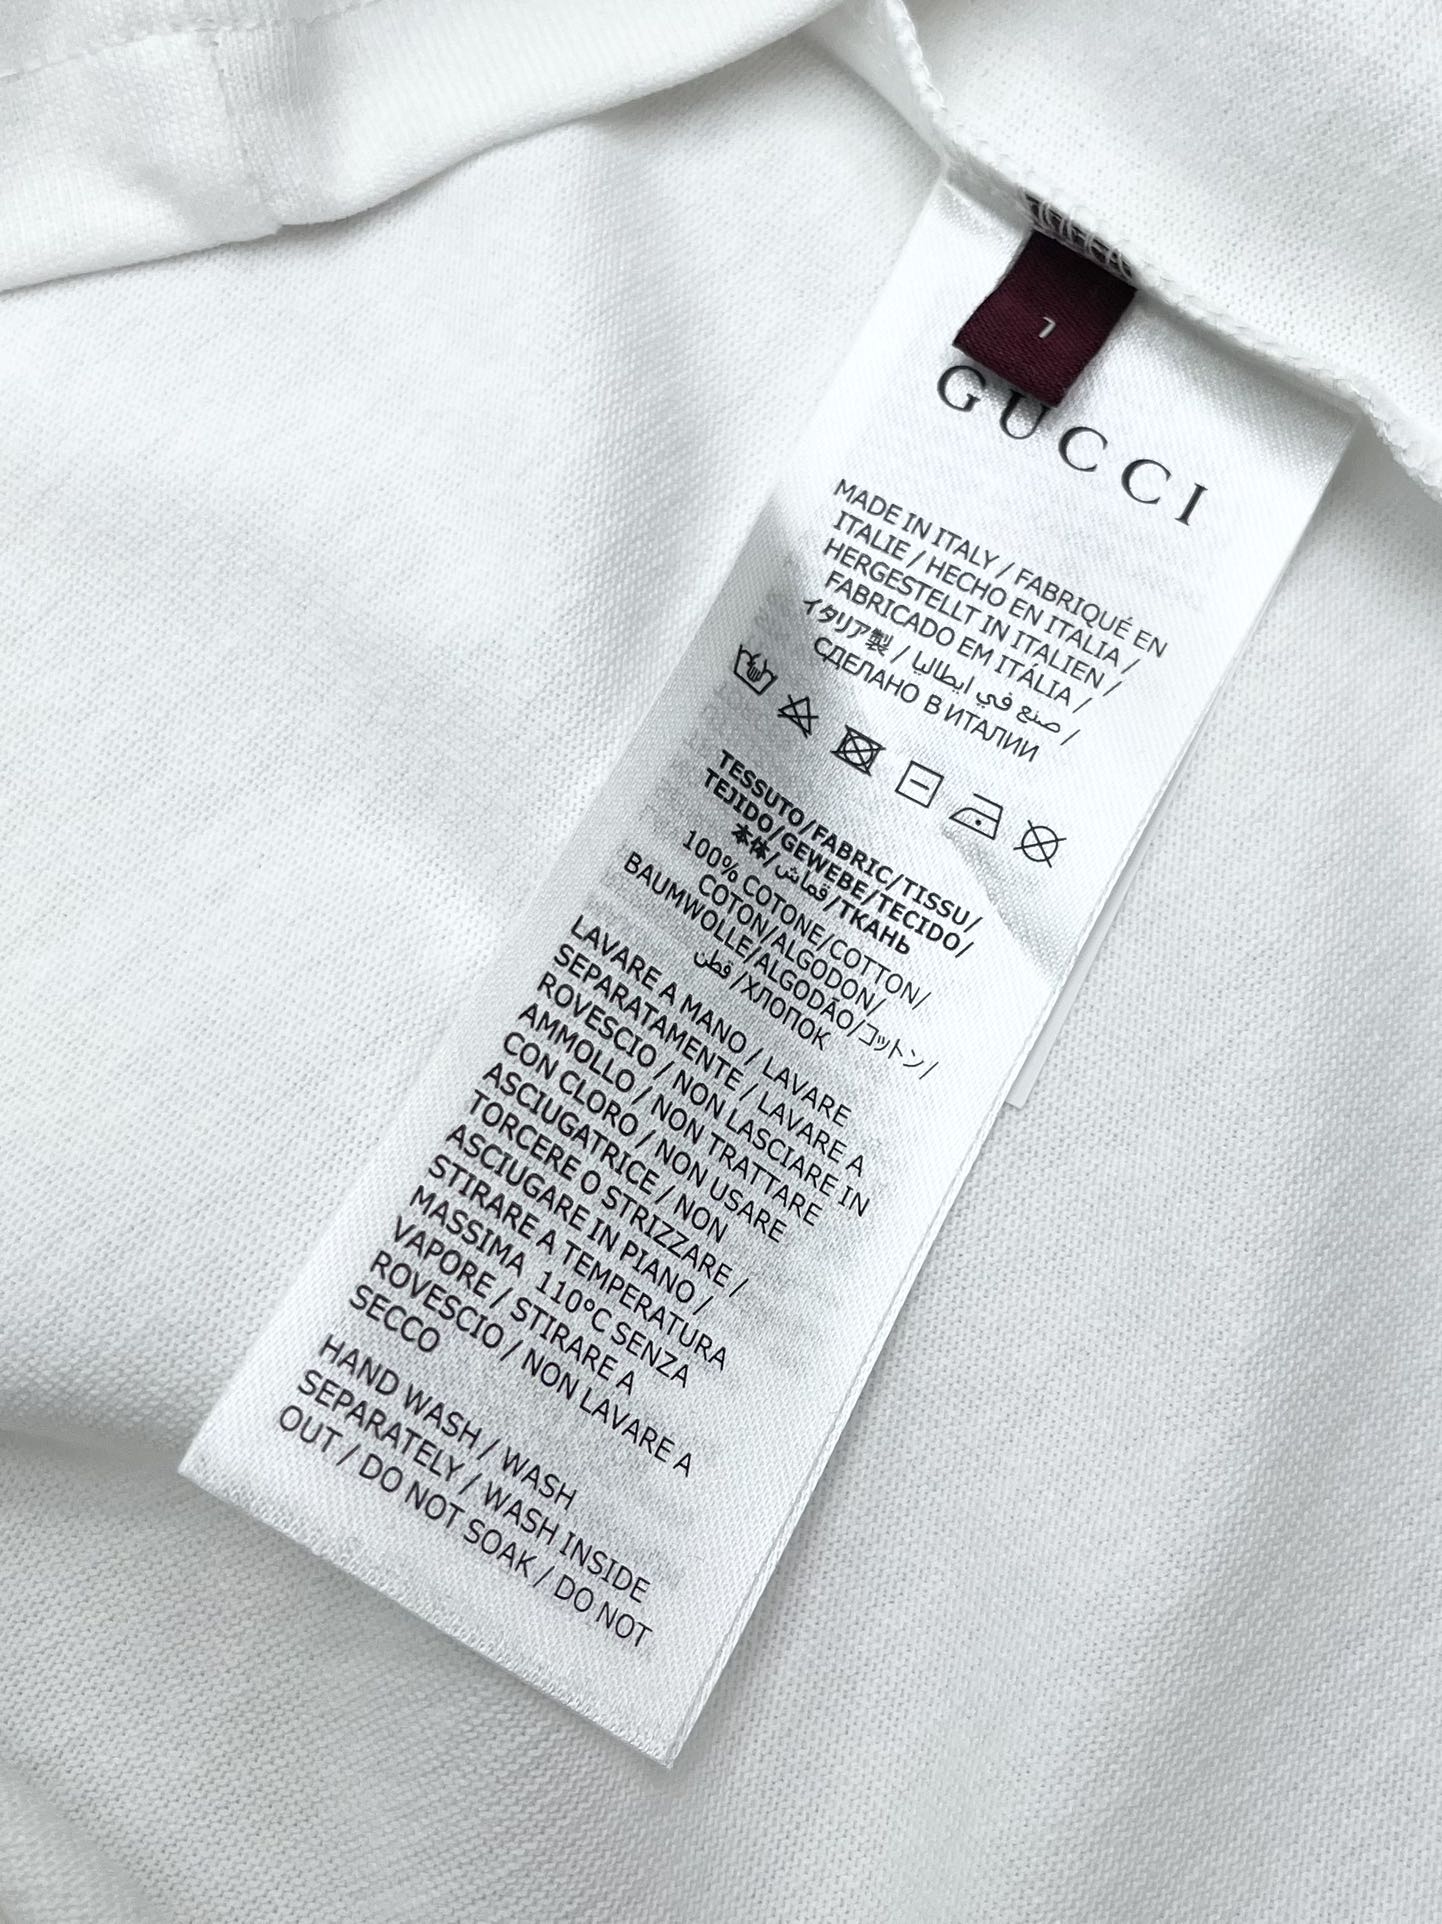 1
GUCCI
MADE IN ITALY / FABRIQUÉ EN
ITALIE / HECHO EN ITALIA /
HERGESTELLT IN ITALIEN /
FABRICADO EM ITÁLIA /
イタリア製 / صنع في ايطاليا /
СДЕЛАНО В ИТАЛИИ
TESSUTO/FABRIC/TISSU/
TEJIDO/GEWEBE/TECIDO/
本体/قماش/ТКАНЬ
100% COTONE/COTTON/
COTON/ALGODON/
BAUMWOLLE/ALGODÃO/コットン/
قطن/ХЛОПОК
LAVARE A MANO / LAVARE
SEPARATAMENTE / LAVARE A
ROVESCIO / NON LASCIARE IN
AMMOLLO / NON TRATTARE
CON CLORO / NON USARE
ASCIUGATRICE / NON
TORCERE O STRIZZARE /
ASCIUGARE IN PIANO /
STIRARE A TEMPERATURA
MASSIMA 110°C SENZA
VAPORE / STIRARE A
ROVESCIO / NON LAVARE A
SECCO
HAND WASH / WASH
SEPARATELY / WASH INSIDE
OUT / DO NOT SOAK / DO NOT